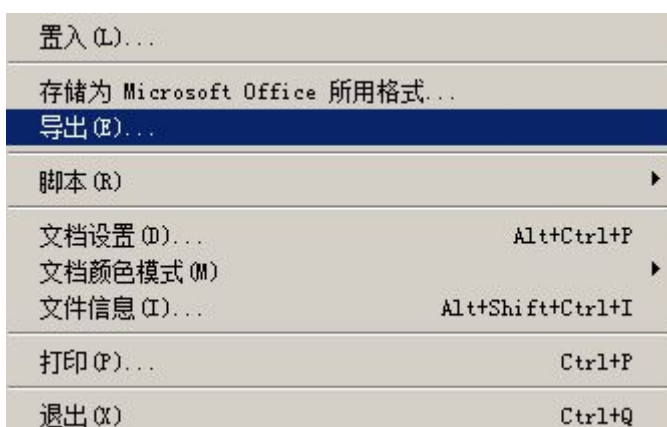 置入(L)...
存储为 Microsoft Office 所用格式...
导出(E)...
脚本(R)
文档设置(D)... Alt+Ctrl+P
文档颜色模式(M)
文件信息(I)... Alt+Shift+Ctrl+I
打印(P)... Ctrl+P
退出(X) Ctrl+Q